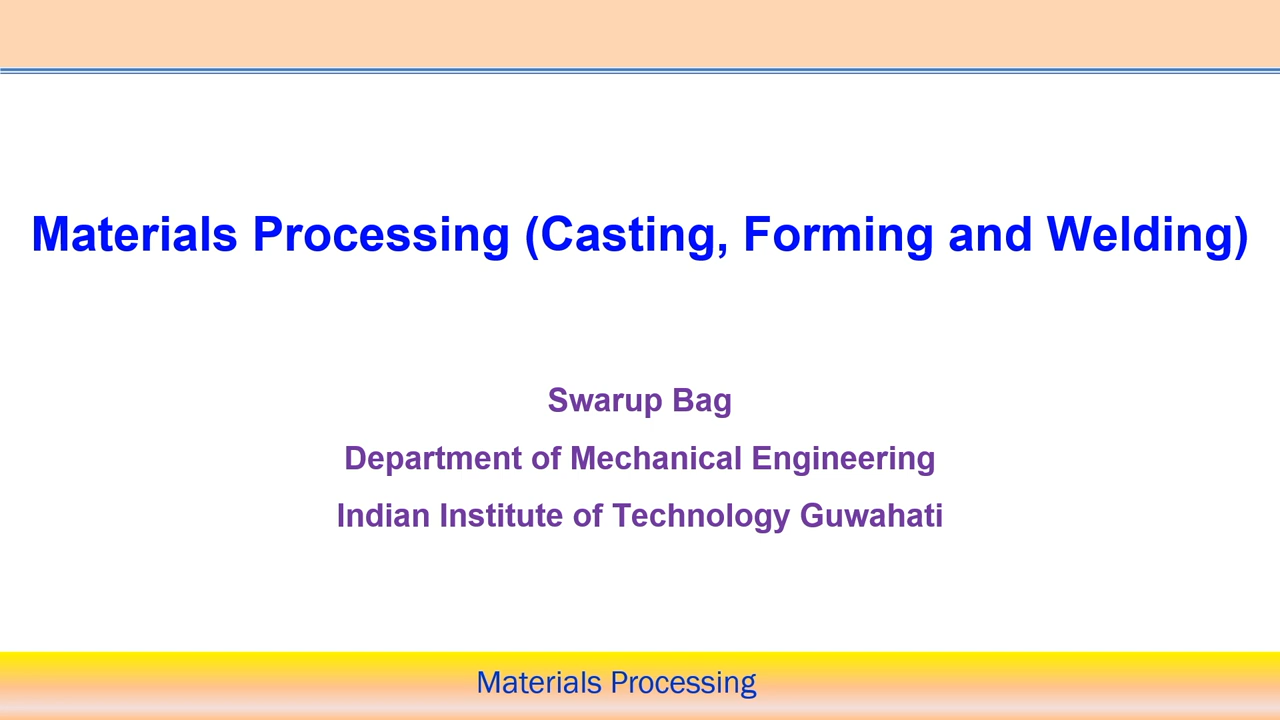 Materials Processing (Casting, Forming and Welding)
Swarup Bag
Department of Mechanical Engineering
Indian Institute of Technology Guwahati
Materials Processing